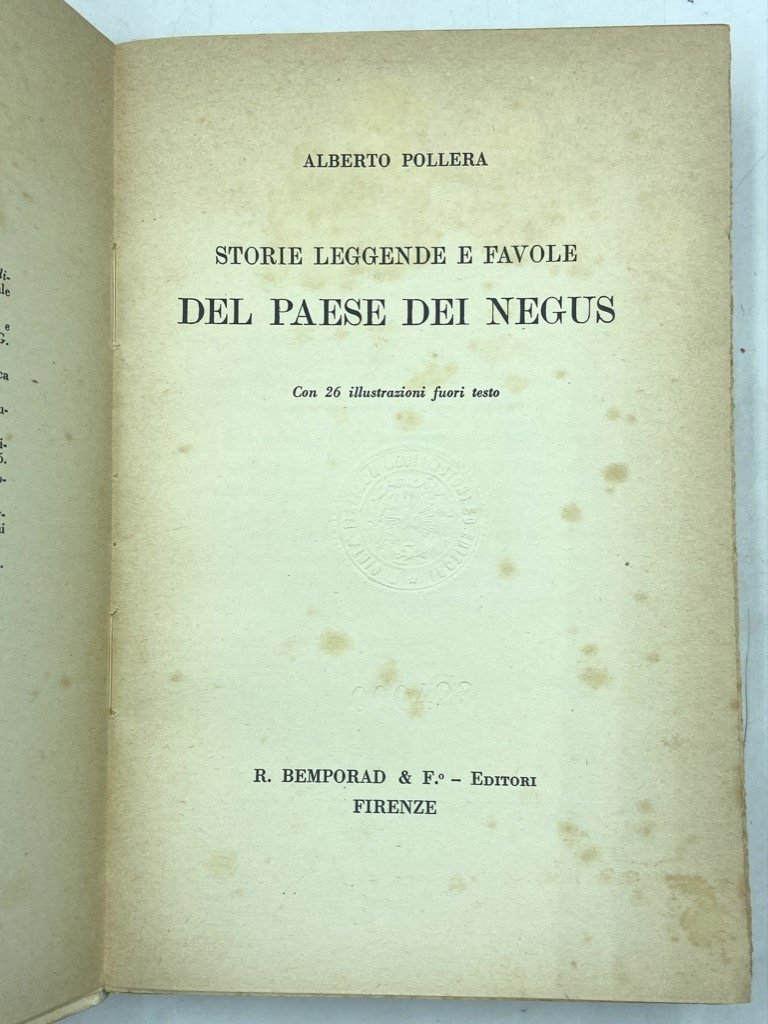 ALBERTO POLLERA
STORIE LEGGENDE E FAVOLE
DEL PAESE DEI NEGUS
Con 26 illustrazioni fuori testo
R. BEMPORAD & F.º – EDITORI
FIRENZE